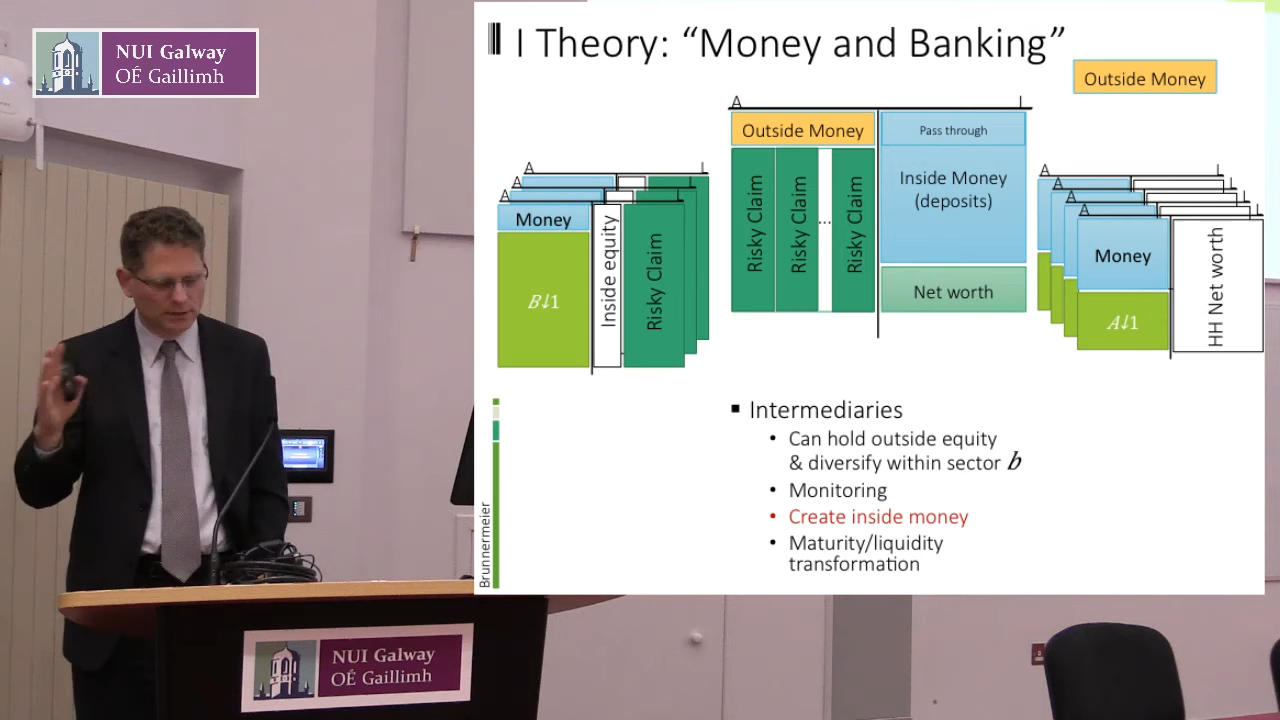 NUI Galway
OÉ Gaillimh
I Theory: “Money and Banking”
Outside Money
A
L
Outside Money
Risky Claim
Risky Claim
...
Risky Claim
Pass through
Inside Money
(deposits)
Net worth
A
L
A
L
A
L
Money
B↓1
Inside equity
Risky Claim
A
L
A
L
A
L
A
L
Money
A↓1
HH Net worth
▪ Intermediaries
• Can hold outside equity
& diversify within sector b
• Monitoring
• Create inside money
• Maturity/liquidity
transformation
Brunnermeier
NUI Galway
OÉ Gaillimh